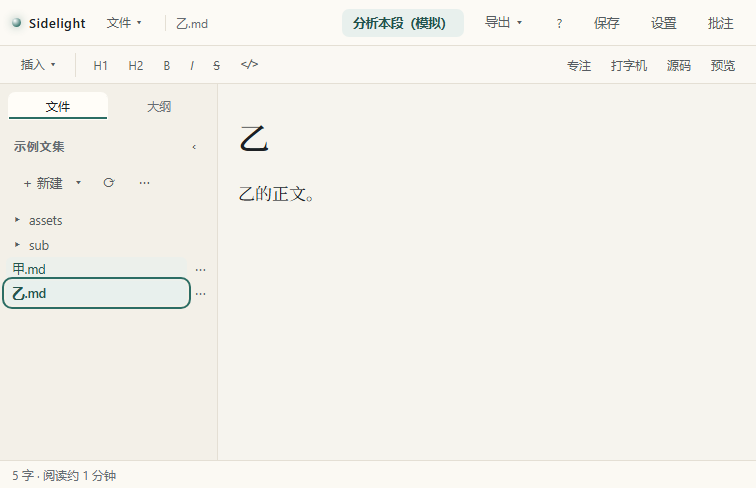 Sidelight 文件 乙.md 分析本段（模拟） 导出 ? 保存 设置 批注
插入 H1 H2 B I S </> 专注 打字机 源码 预览
文件 大纲
示例文集
+ 新建 ...
assets
sub
甲.md ...
乙.md ...
乙
乙的正文。
5 字 · 阅读约 1 分钟